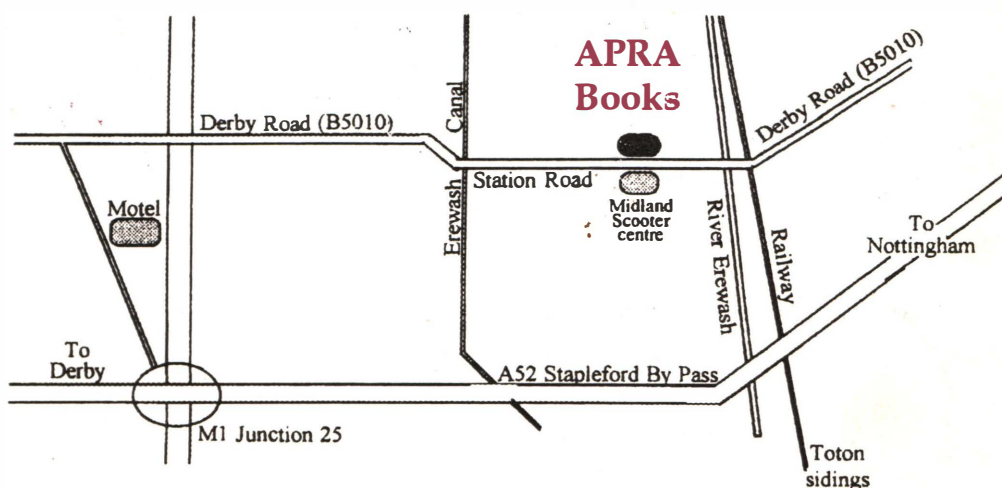 APRA
Books
Derby Road (B5010)
Derby Road (B5010)
Canal
Erewash
Station Road
Midland
Scooter
centre
Motel
River Erewash
Railway
To
Nottingham
To
Derby
A52 Stapleford By Pass
M1 Junction 25
Toton
sidings